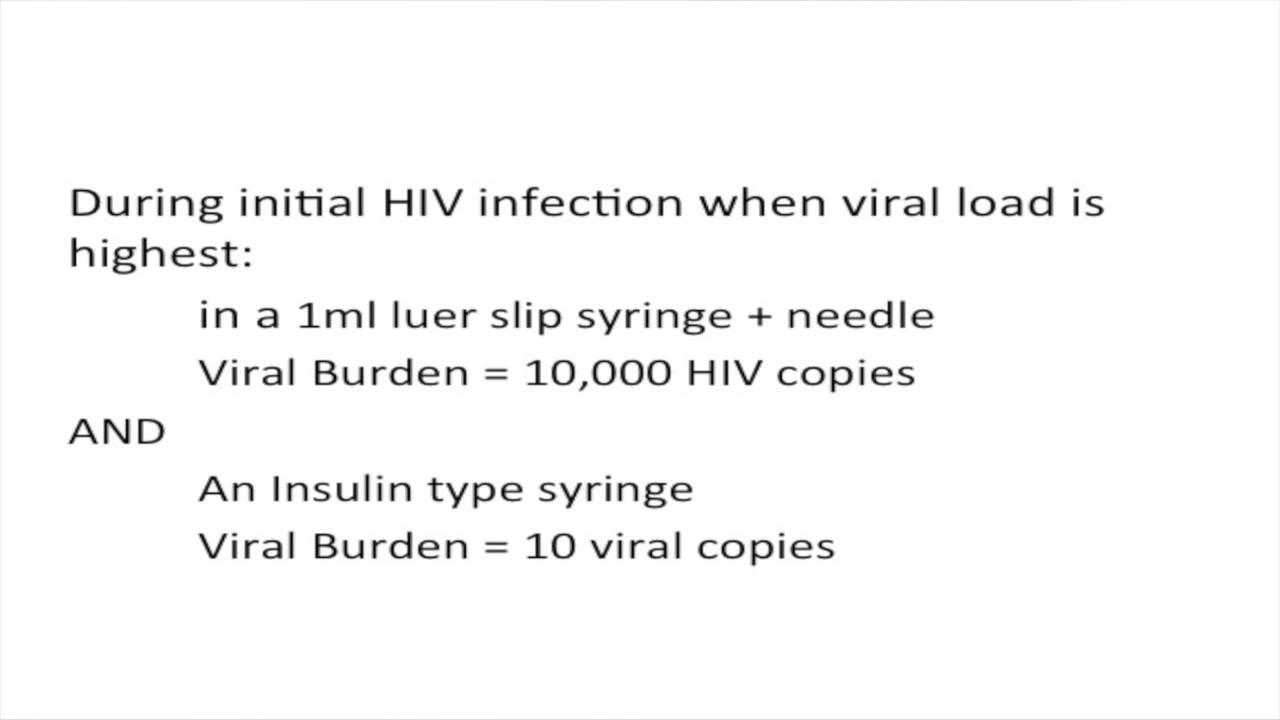 During initial HIV infection when viral load is
highest:
in a 1ml luer slip syringe + needle
Viral Burden = 10,000 HIV copies
AND
An Insulin type syringe
Viral Burden = 10 viral copies